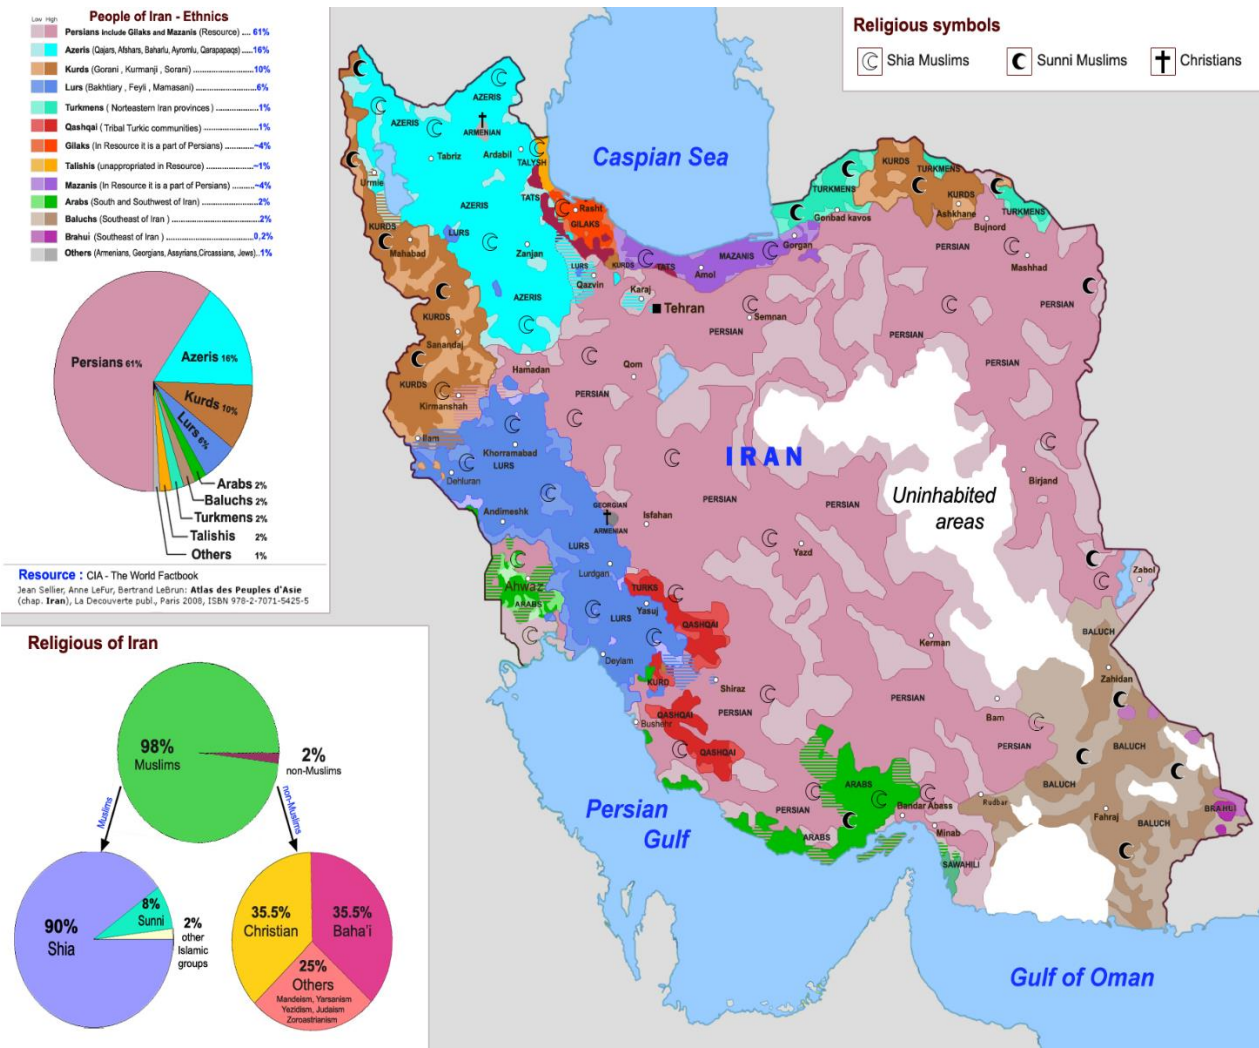 People of Iran - Ethnics
Low High
Persians Include Gilaks and Mazanis (Resource) .... 61%
Azeris (Qajars, Afshars, Baharlu, Ayromlu, Qarapapaqs) .....16%
Kurds (Gorani , Kurmanji , Sorani) ............................10%
Lurs (Bakhtiary , Feyli , Mamasani) .............................6%
Turkmens ( Norteastern Iran provinces ) ....................1%
Qashqai ( Tribal Turkic communities) .........................1%
Gilaks (In Resource it is a part of Persians) ...............~4%
Talishis (unappropriated in Resource) ......................~1%
Mazanis (In Resource it is a part of Persians) ............~4%
Arabs (South and Southwest of Iran) ..........................2%
Baluchs (Southeast of Iran ) ......................................2%
Brahui (Southeast of Iran ) ........................................0,2%
Others (Armenians, Georgians, Assyrians,Circassians, Jews)..1%
Persians 61%
Azeris 16%
Kurds 10%
Lurs 6%
Arabs 2%
Baluchs 2%
Turkmens 2%
Talishis 2%
Others 1%
Resource : CIA - The World Factbook
Jean Sellier, Anne LeFur, Bertrand LeBrun: Atlas des Peuples d'Asie
(chap. Iran), La Decouverte publ., Paris 2008, ISBN 978-2-7071-5425-5
Religious of Iran
98%
Muslims
2%
non-Muslims
Muslims
non-Muslims
90%
Shia
8%
Sunni
2%
other
Islamic
groups
35.5%
Christian
35.5%
Baha'i
25%
Others
Mandeism, Yarsanism
Yezidism, Judaism
Zoroastrianism
Religious symbols
Shia Muslims
Sunni Muslims
Christians
Caspian Sea
Persian
Gulf
Gulf of Oman
IRAN
Uninhabited
areas
AZERIS
AZERIS
ARMENIAN
Tabriz
Ardabil
TALYSH
Urmie
TATS
AZERIS
Rasht
GILAKS
KURDS
LURS
Mahabad
Zanjan
LURS
KURDS
TATS
MAZANIS
Amol
Gorgan
Qazvin
Karaj
Tehran
AZERIS
KURDS
Sanandaj
Hamadan
KURDS
Kirmanshah
Qom
Semnan
PERSIAN
PERSIAN
TURKMENS
KURDS
TURKMENS
KURDS
TURKMENS
Gonbad kavos
Ashkhane
Bujnord
PERSIAN
Mashhad
PERSIAN
PERSIAN
PERSIAN
Ilam
Khorramabad
LURS
Dehluran
Andimeshk
GEORGIAN
ARMENIAN
Isfahan
PERSIAN
PERSIAN
Birjand
LURS
Yazd
Lurdgan
Ahwaz
ARABS
TURKS
Yasuj
LURS
QASHQAI
Zabol
BALUCH
Kerman
Deylam
KURD
Shiraz
Zahidan
PERSIAN
PERSIAN
Bushehr
QASHQAI
QASHQAI
Bam
PERSIAN
BALUCH
ARABS
BALUCH
Rudbar
Bandar Abass
PERSIAN
ARABS
Minab
Fahraj
BALUCH
BRAHUI
SAWAHILI